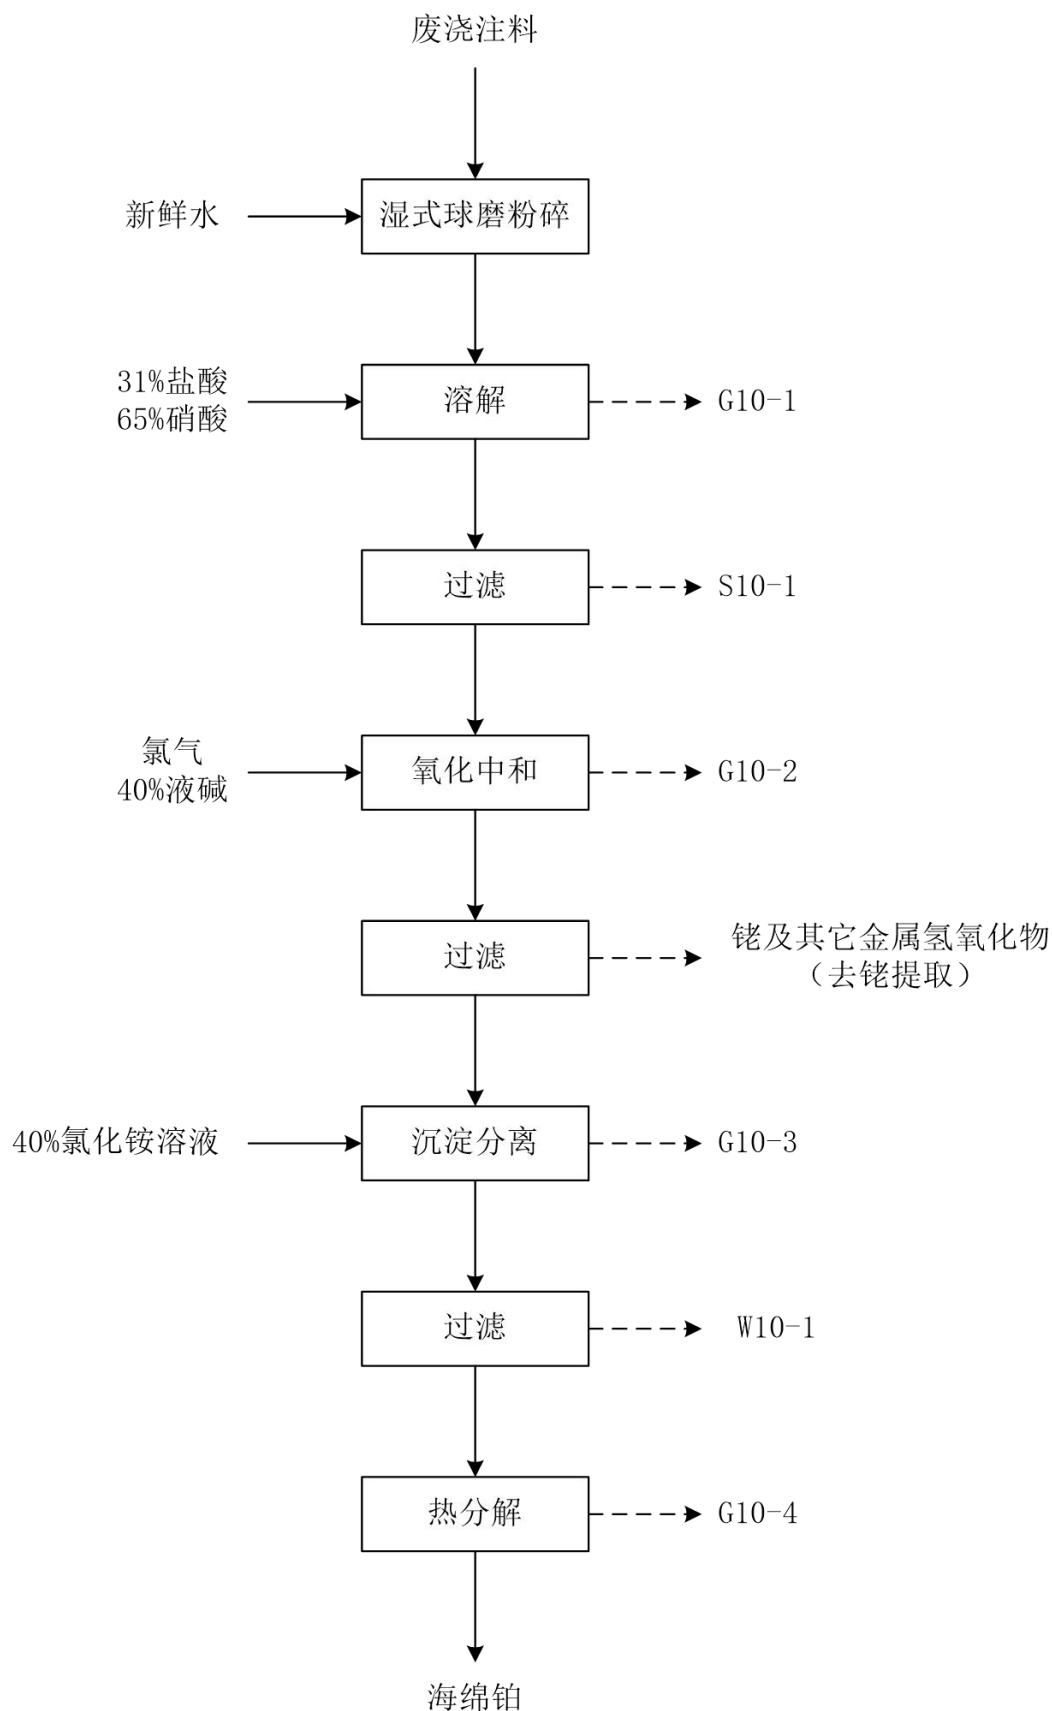 废浇注料
新鲜水
湿式球磨粉碎
31%盐酸
65%硝酸
溶解
G10-1
过滤
S10-1
氯气
40%液碱
氧化中和
G10-2
过滤
铑及其它金属氢氧化物
（去铑提取）
40%氯化铵溶液
沉淀分离
G10-3
过滤
W10-1
热分解
G10-4
海绵铂